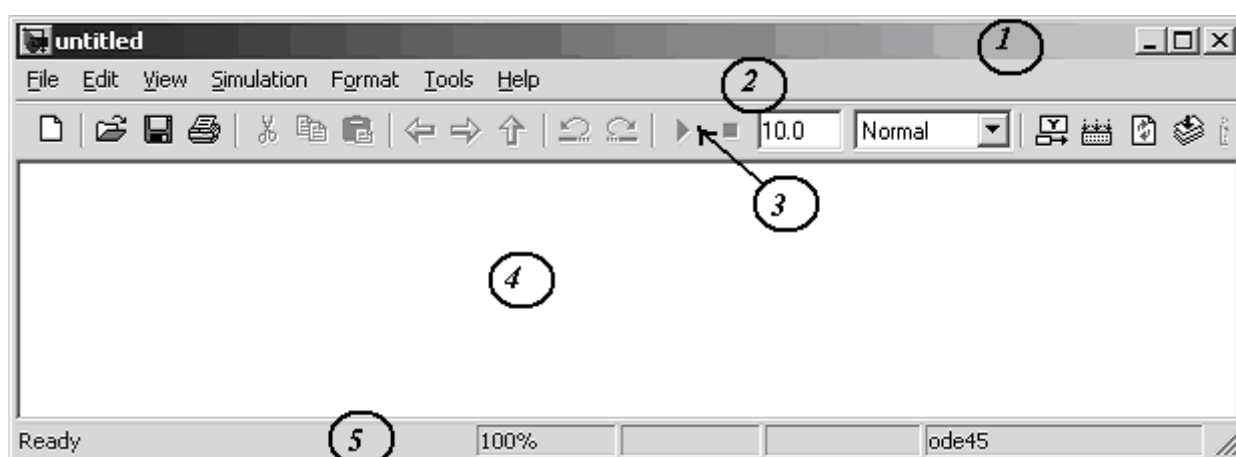 untitled 1
File Edit View Simulation Format Tools Help 2
10.0 Normal
3
4
Ready 5 100% ode45